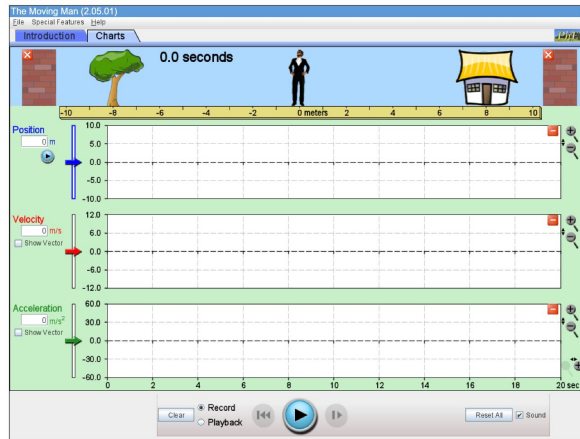 The Moving Man (2.05.01)
File Special Features Help
Introduction Charts
0.0 seconds
-10 -8 -6 -4 -2 0 meters 2 4 6 8 10
Position
0 m
10.0
5.0
0.0
-5.0
-10.0
Velocity
0 m/s
Show Vector
12.0
6.0
0.0
-6.0
-12.0
Acceleration
0 m/s²
Show Vector
60.0
30.0
0.0
-30.0
-60.0
0 2 4 6 8 10 12 14 16 18 20 sec
Clear
Record
Playback
Reset All
Sound